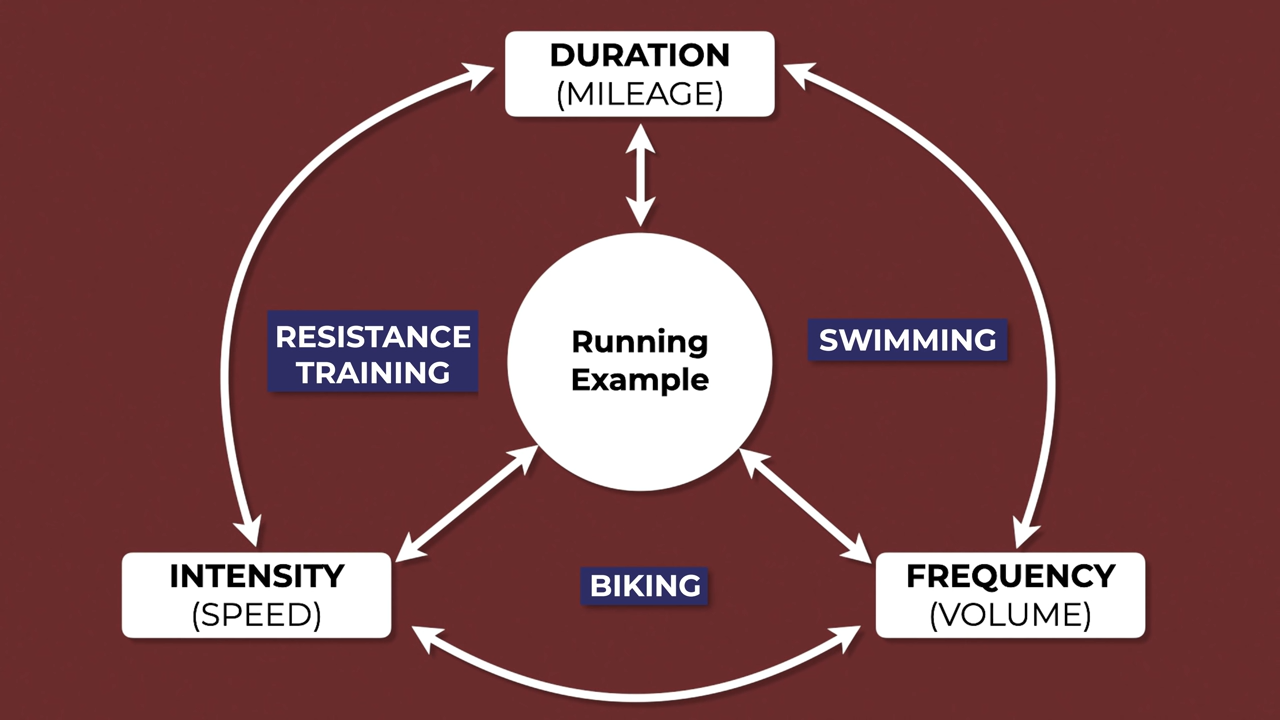 DURATION
(MILEAGE)
RESISTANCE
TRAINING
Running
Example
SWIMMING
INTENSITY
(SPEED)
BIKING
FREQUENCY
(VOLUME)